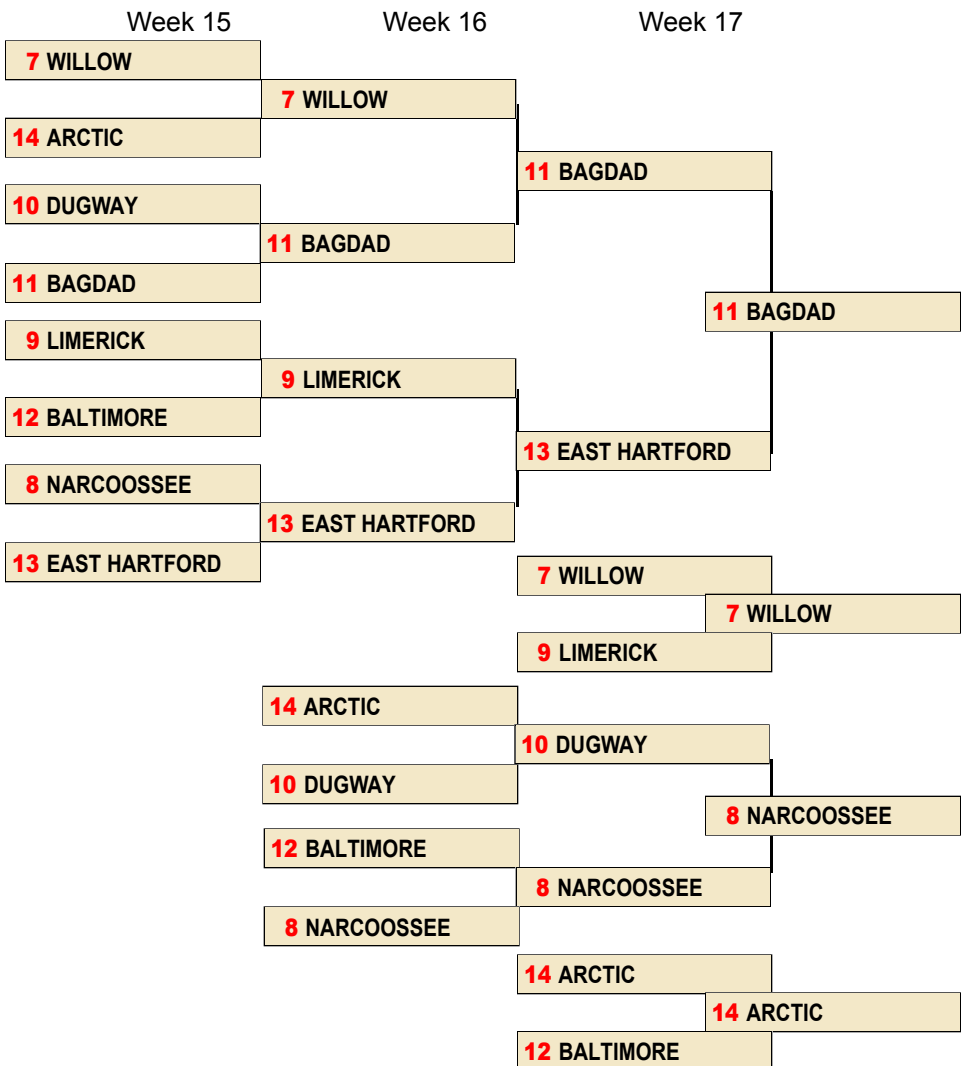 Week 15 Week 16 Week 17
7 WILLOW
7 WILLOW
14 ARCTIC
11 BAGDAD
10 DUGWAY
11 BAGDAD
11 BAGDAD
11 BAGDAD
9 LIMERICK
9 LIMERICK
12 BALTIMORE
13 EAST HARTFORD
8 NARCOOSSEE
13 EAST HARTFORD
13 EAST HARTFORD
7 WILLOW
7 WILLOW
9 LIMERICK
14 ARCTIC
10 DUGWAY
10 DUGWAY
8 NARCOOSSEE
12 BALTIMORE
8 NARCOOSSEE
8 NARCOOSSEE
14 ARCTIC
14 ARCTIC
12 BALTIMORE